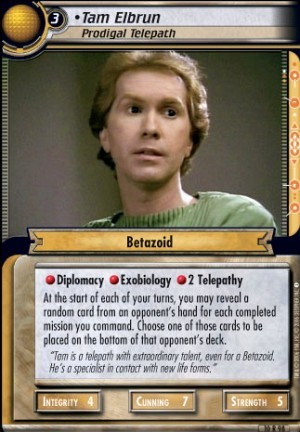 3
•Tam Elbrun
Prodigal Telepath
Betazoid
Diplomacy Exobiology 2 Telepathy
At the start of each of your turns, you may reveal a
random card from an opponent's hand for each completed
mission you command. Choose one of those cards to be
placed on the bottom of that opponent's deck.
"Tam is a telepath with extraordinary talent, even for a Betazoid.
He's a specialist in contact with new life forms."
Integrity 4 Cunning 7 Strength 5